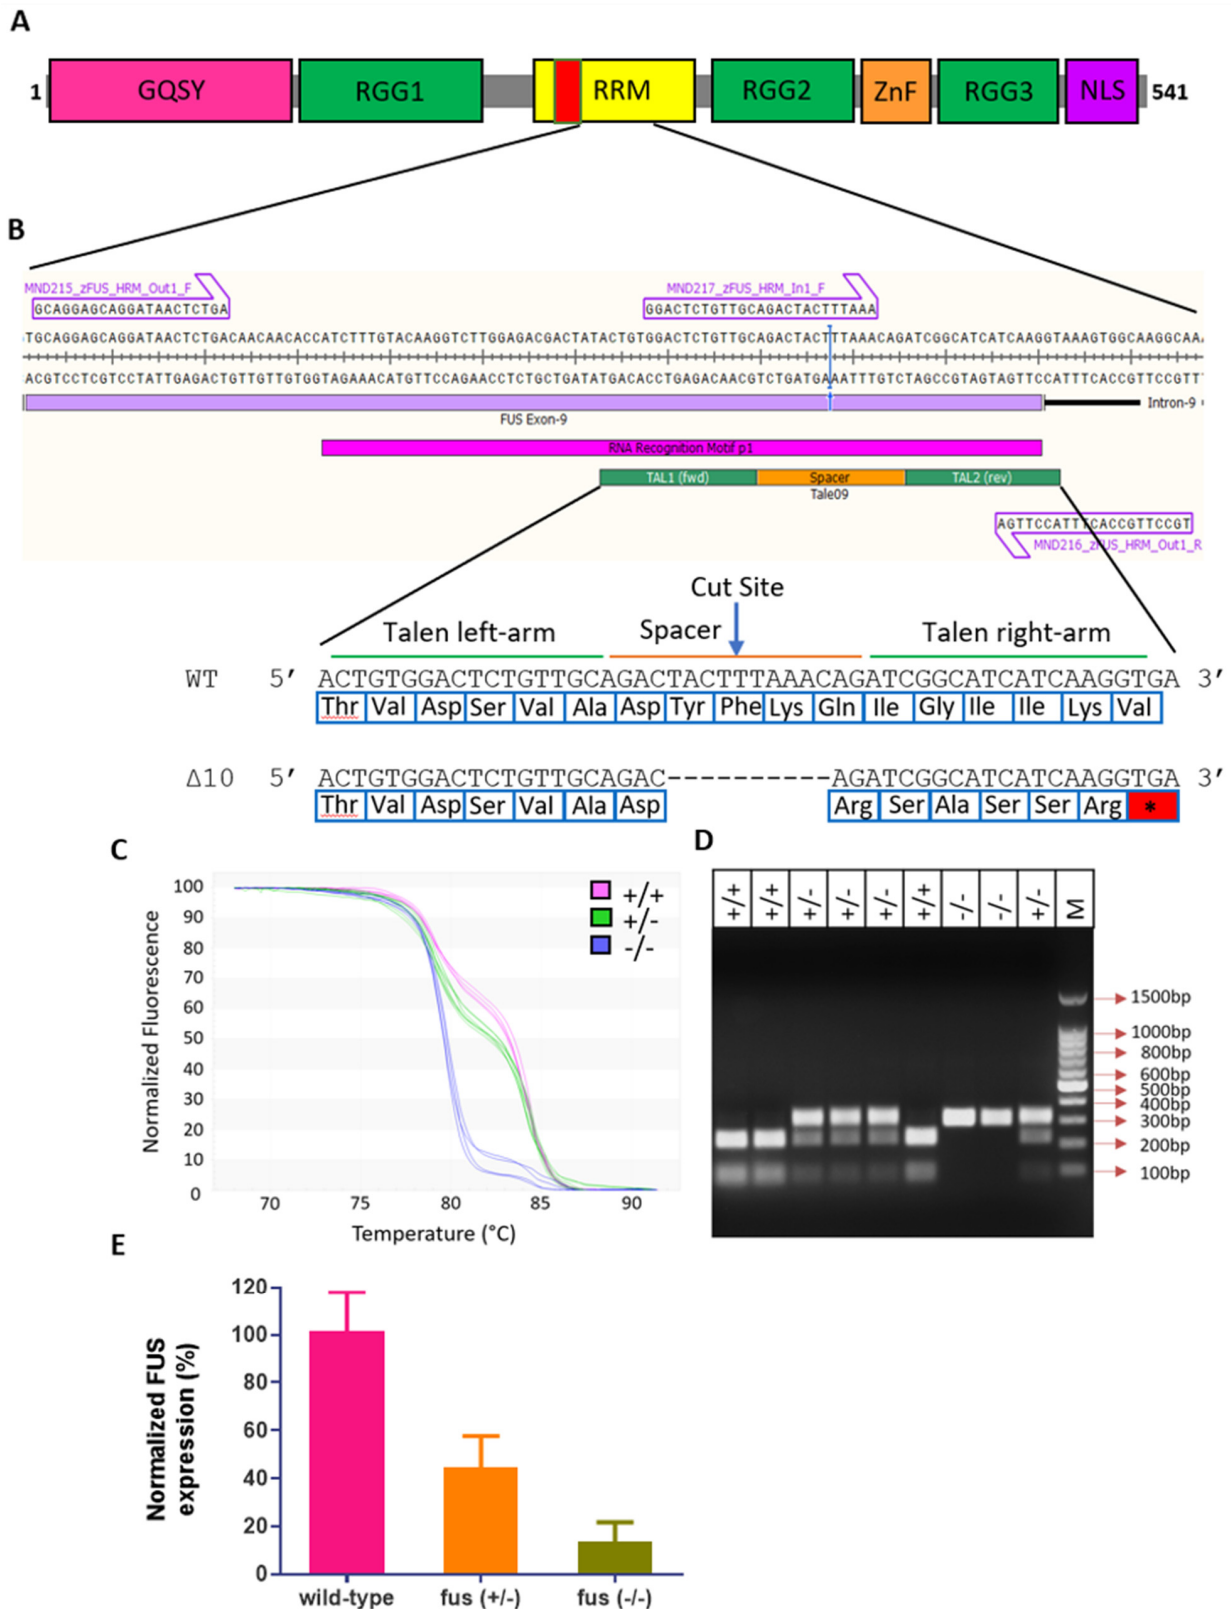 A
1 GQSY RGG1 RRM RGG2 ZnF RGG3 NLS 541
B
MND215_zFUS_HRM_Out1_F MND217_zFUS_HRM_In1_F
GCAGGAGCAGGATAACTCTGA GGACTCTGTTGCAGACTACTTTAAA
TGCAGGAGCAGGATAACTCTGACAACAACACCATCTTTGTACAAGGTCTTGGAGACGACTATACTGTGGACTCTGTTGCAGACTACTTTAAACAGATCGGCATCATCAAGGTAAAGTGGCAAGGCAA
ACGTCCTCGTCCTATTGAGACTGTTGTTGTGGTAGAAACATGTTCCAGAACCTCTGCTGATATGACACCTGAGACAACGTCTGATGAAATTTGTCTAGCCGTAGTAGTTCCATTTCACCGTTCCGTT
FUS Exon-9 Intron-9
RNA Recognition Motif p1
TAL1 (fwd) Spacer TAL2 (rev)
Tale09
AGTTCCATTTCACCGTTCCGT
MND216_zFUS_HRM_Out1_R
Cut Site
Talen left-arm Spacer Talen right-arm
WT 5′ ACTGTGGACTCTGTTGCAGACTACTTTAAACAGATCGGCATCATCAAGGTGA 3′
Thr Val Asp Ser Val Ala Asp Tyr Phe Lys Gln Ile Gly Ile Ile Lys Val
Δ10 5′ ACTGTGGACTCTGTTGCAGAC----------AGATCGGCATCATCAAGGTGA 3′
Thr Val Asp Ser Val Ala Asp Arg Ser Ala Ser Ser Arg *
C
Normalized Fluorescence
100
90
80
70
60
50
40
30
20
10
0
70 75 80 85 90
Temperature (°C)
+/+
+/-
-/-
D
+/+ +/+ +/- +/- +/- +/+ -/- -/- +/- M
1500bp
1000bp
800bp
600bp
500bp
400bp
300bp
200bp
100bp
E
Normalized FUS
expression (%)
120
100
80
60
40
20
0
wild-type fus (+/-) fus (-/-)